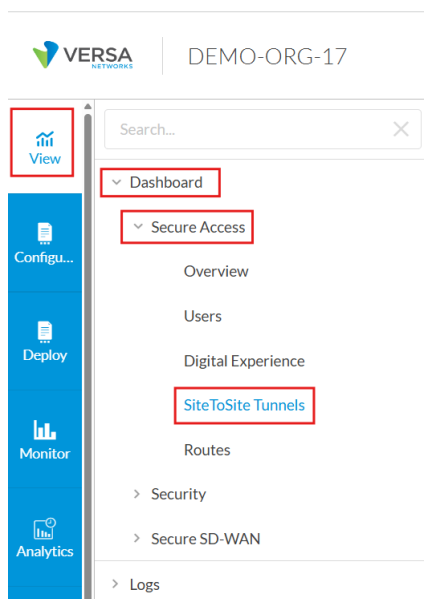 VERSA
NETWORKS
DEMO-ORG-17
Search...
View
Dashboard
Secure Access
Configu...
Overview
Users
Deploy
Digital Experience
SiteToSite Tunnels
Monitor
Routes
Security
Analytics
Secure SD-WAN
Logs